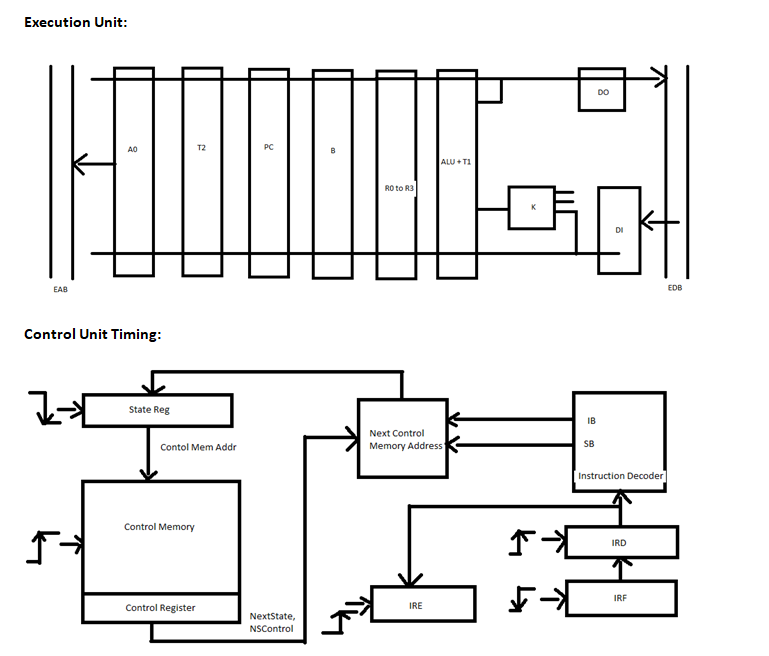 Execution Unit:
A0
T2
PC
B
R0 to R3
ALU + T1
DO
K
DI
EAB
EDB
Control Unit Timing:
State Reg
Contol Mem Addr
Control Memory
Control Register
NextState,
NSControl
Next Control
Memory Address
IB
SB
Instruction Decoder
IRD
IRF
IRE